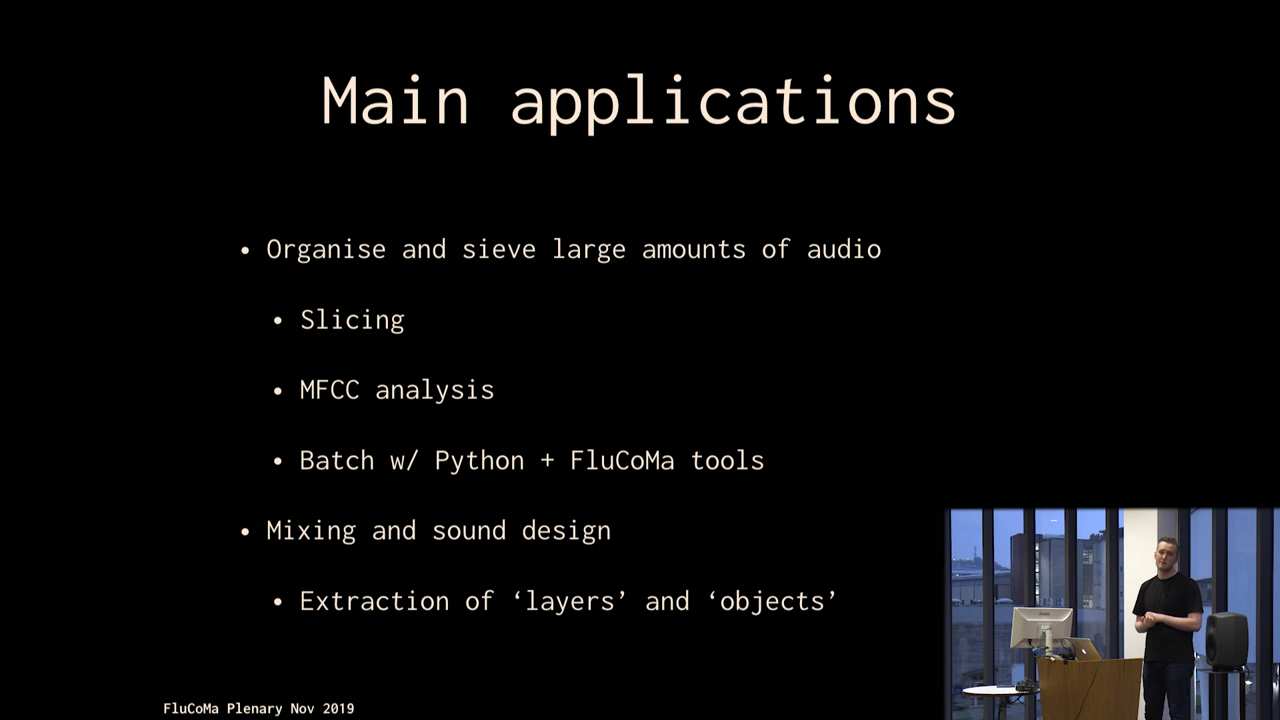 Main applications
• Organise and sieve large amounts of audio
• Slicing
• MFCC analysis
• Batch w/ Python + FluCoMa tools
• Mixing and sound design
• Extraction of ‘layers’ and ‘objects’
FluCoMa Plenary Nov 2019